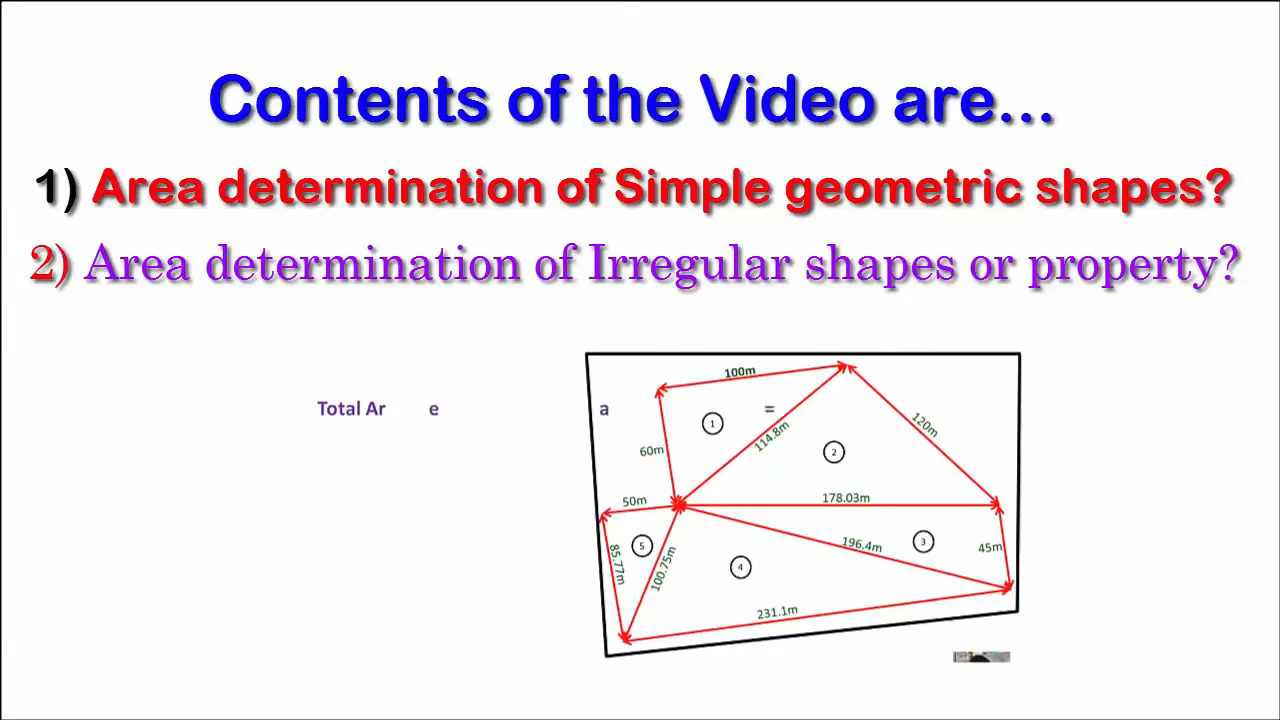 Contents of the Video are...
1) Area determination of Simple geometric shapes?
2) Area determination of Irregular shapes or property?
Total Ar e a =
100m
60m
1
114.8m
2
120m
50m
178.03m
5
85.77m
100.75m
4
196.4m
3
45m
231.1m